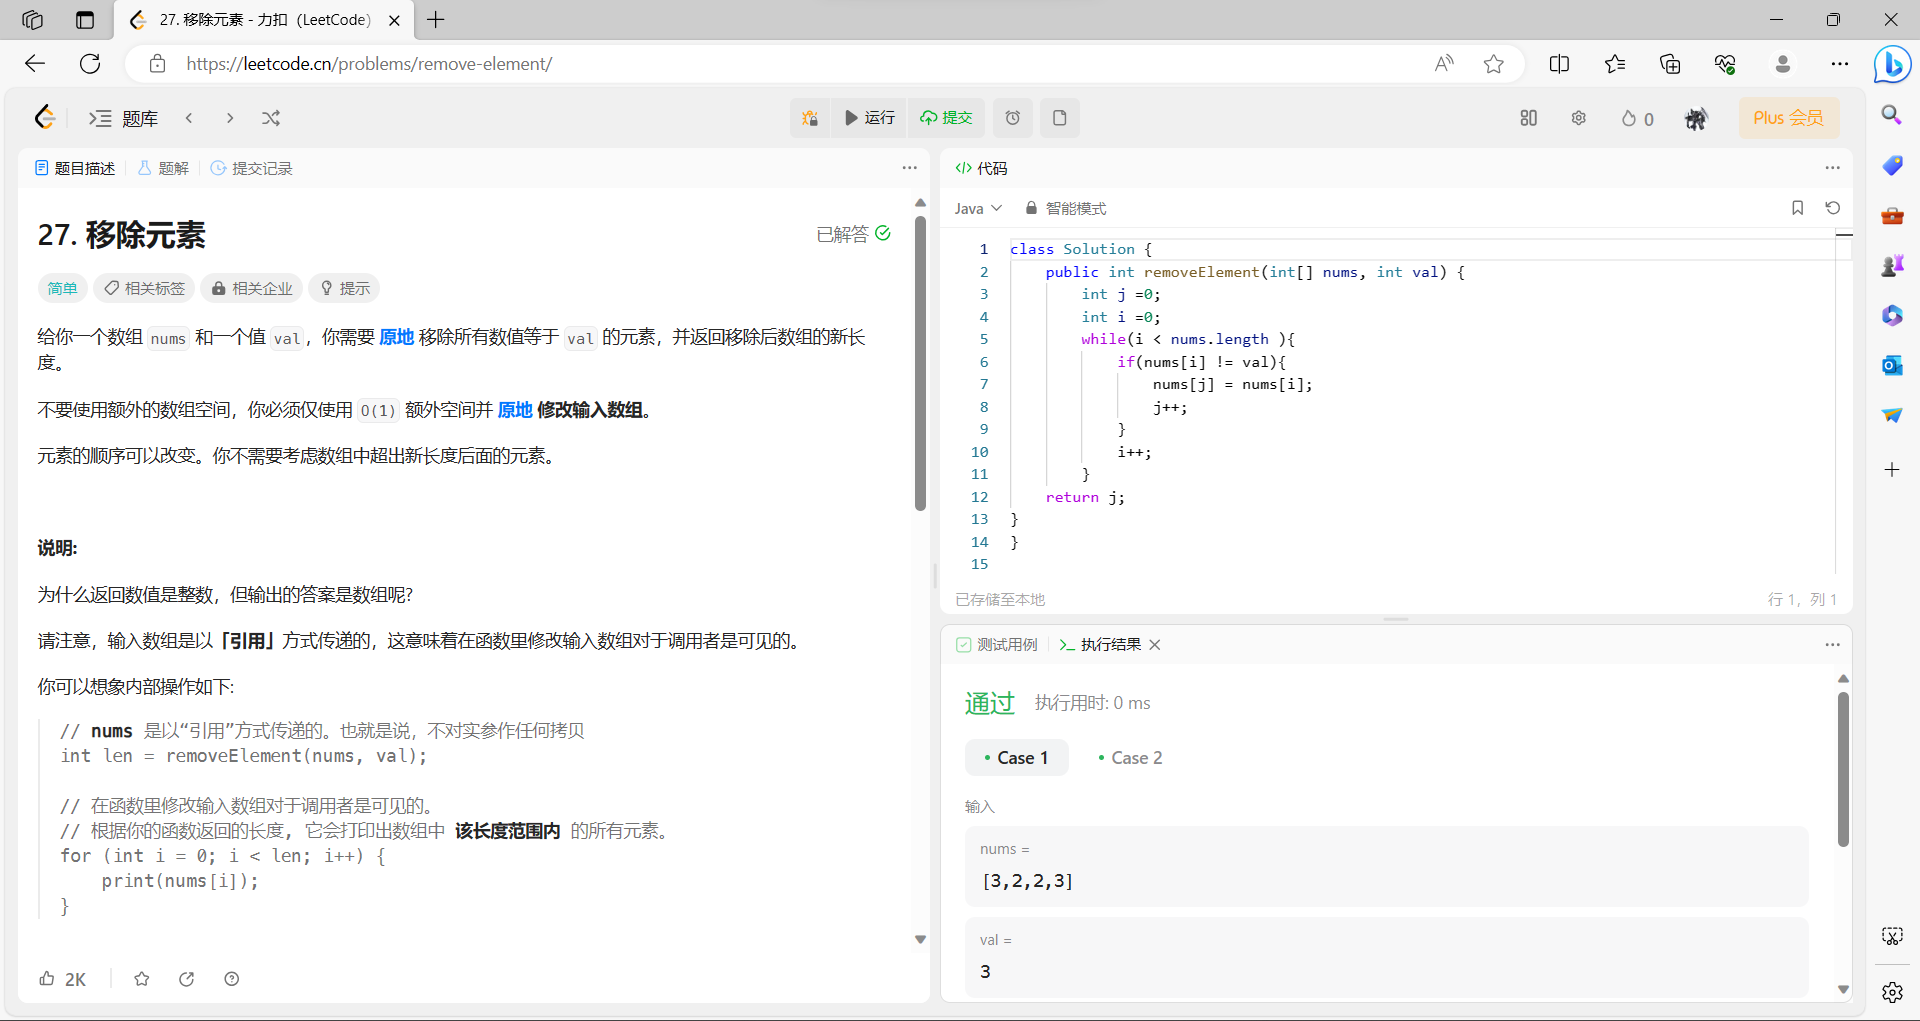 27. 移除元素 - 力扣（LeetCode）
https://leetcode.cn/problems/remove-element/
题库
运行
提交
0
Plus 会员
题目描述
题解
提交记录
27. 移除元素
已解答
简单
相关标签
相关企业
提示
给你一个数组 nums 和一个值 val，你需要 原地 移除所有数值等于 val 的元素，并返回移除后数组的新长
度。
不要使用额外的数组空间，你必须仅使用 O(1) 额外空间并 原地 修改输入数组。
元素的顺序可以改变。你不需要考虑数组中超出新长度后面的元素。
说明:
为什么返回数值是整数，但输出的答案是数组呢?
请注意，输入数组是以「引用」方式传递的，这意味着在函数里修改输入数组对于调用者是可见的。
你可以想象内部操作如下:
// nums 是以“引用”方式传递的。也就是说，不对实参作任何拷贝
int len = removeElement(nums, val);
// 在函数里修改输入数组对于调用者是可见的。
// 根据你的函数返回的长度, 它会打印出数组中 该长度范围内 的所有元素。
for (int i = 0; i < len; i++) {
    print(nums[i]);
}
2K
代码
Java
智能模式
1 class Solution {
2     public int removeElement(int[] nums, int val) {
3         int j =0;
4         int i =0;
5         while(i < nums.length ){
6             if(nums[i] != val){
7                 nums[j] = nums[i];
8                 j++;
9             }
10             i++;
11         }
12     return j;
13 }
14 }
15
已存储至本地
行 1，列 1
测试用例
执行结果
通过
执行用时: 0 ms
Case 1
Case 2
输入
nums =
[3,2,2,3]
val =
3